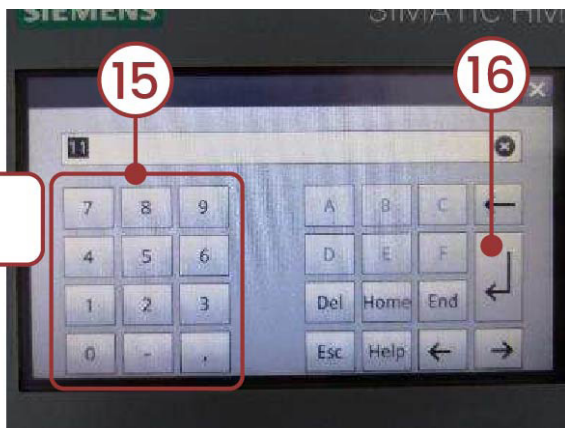 SIEMENS SIMATIC HMI
15 16
×
11
7 8 9 A B C ←
4 5 6 D E F
1 2 3 Del Home End
0 - , Esc Help ← →